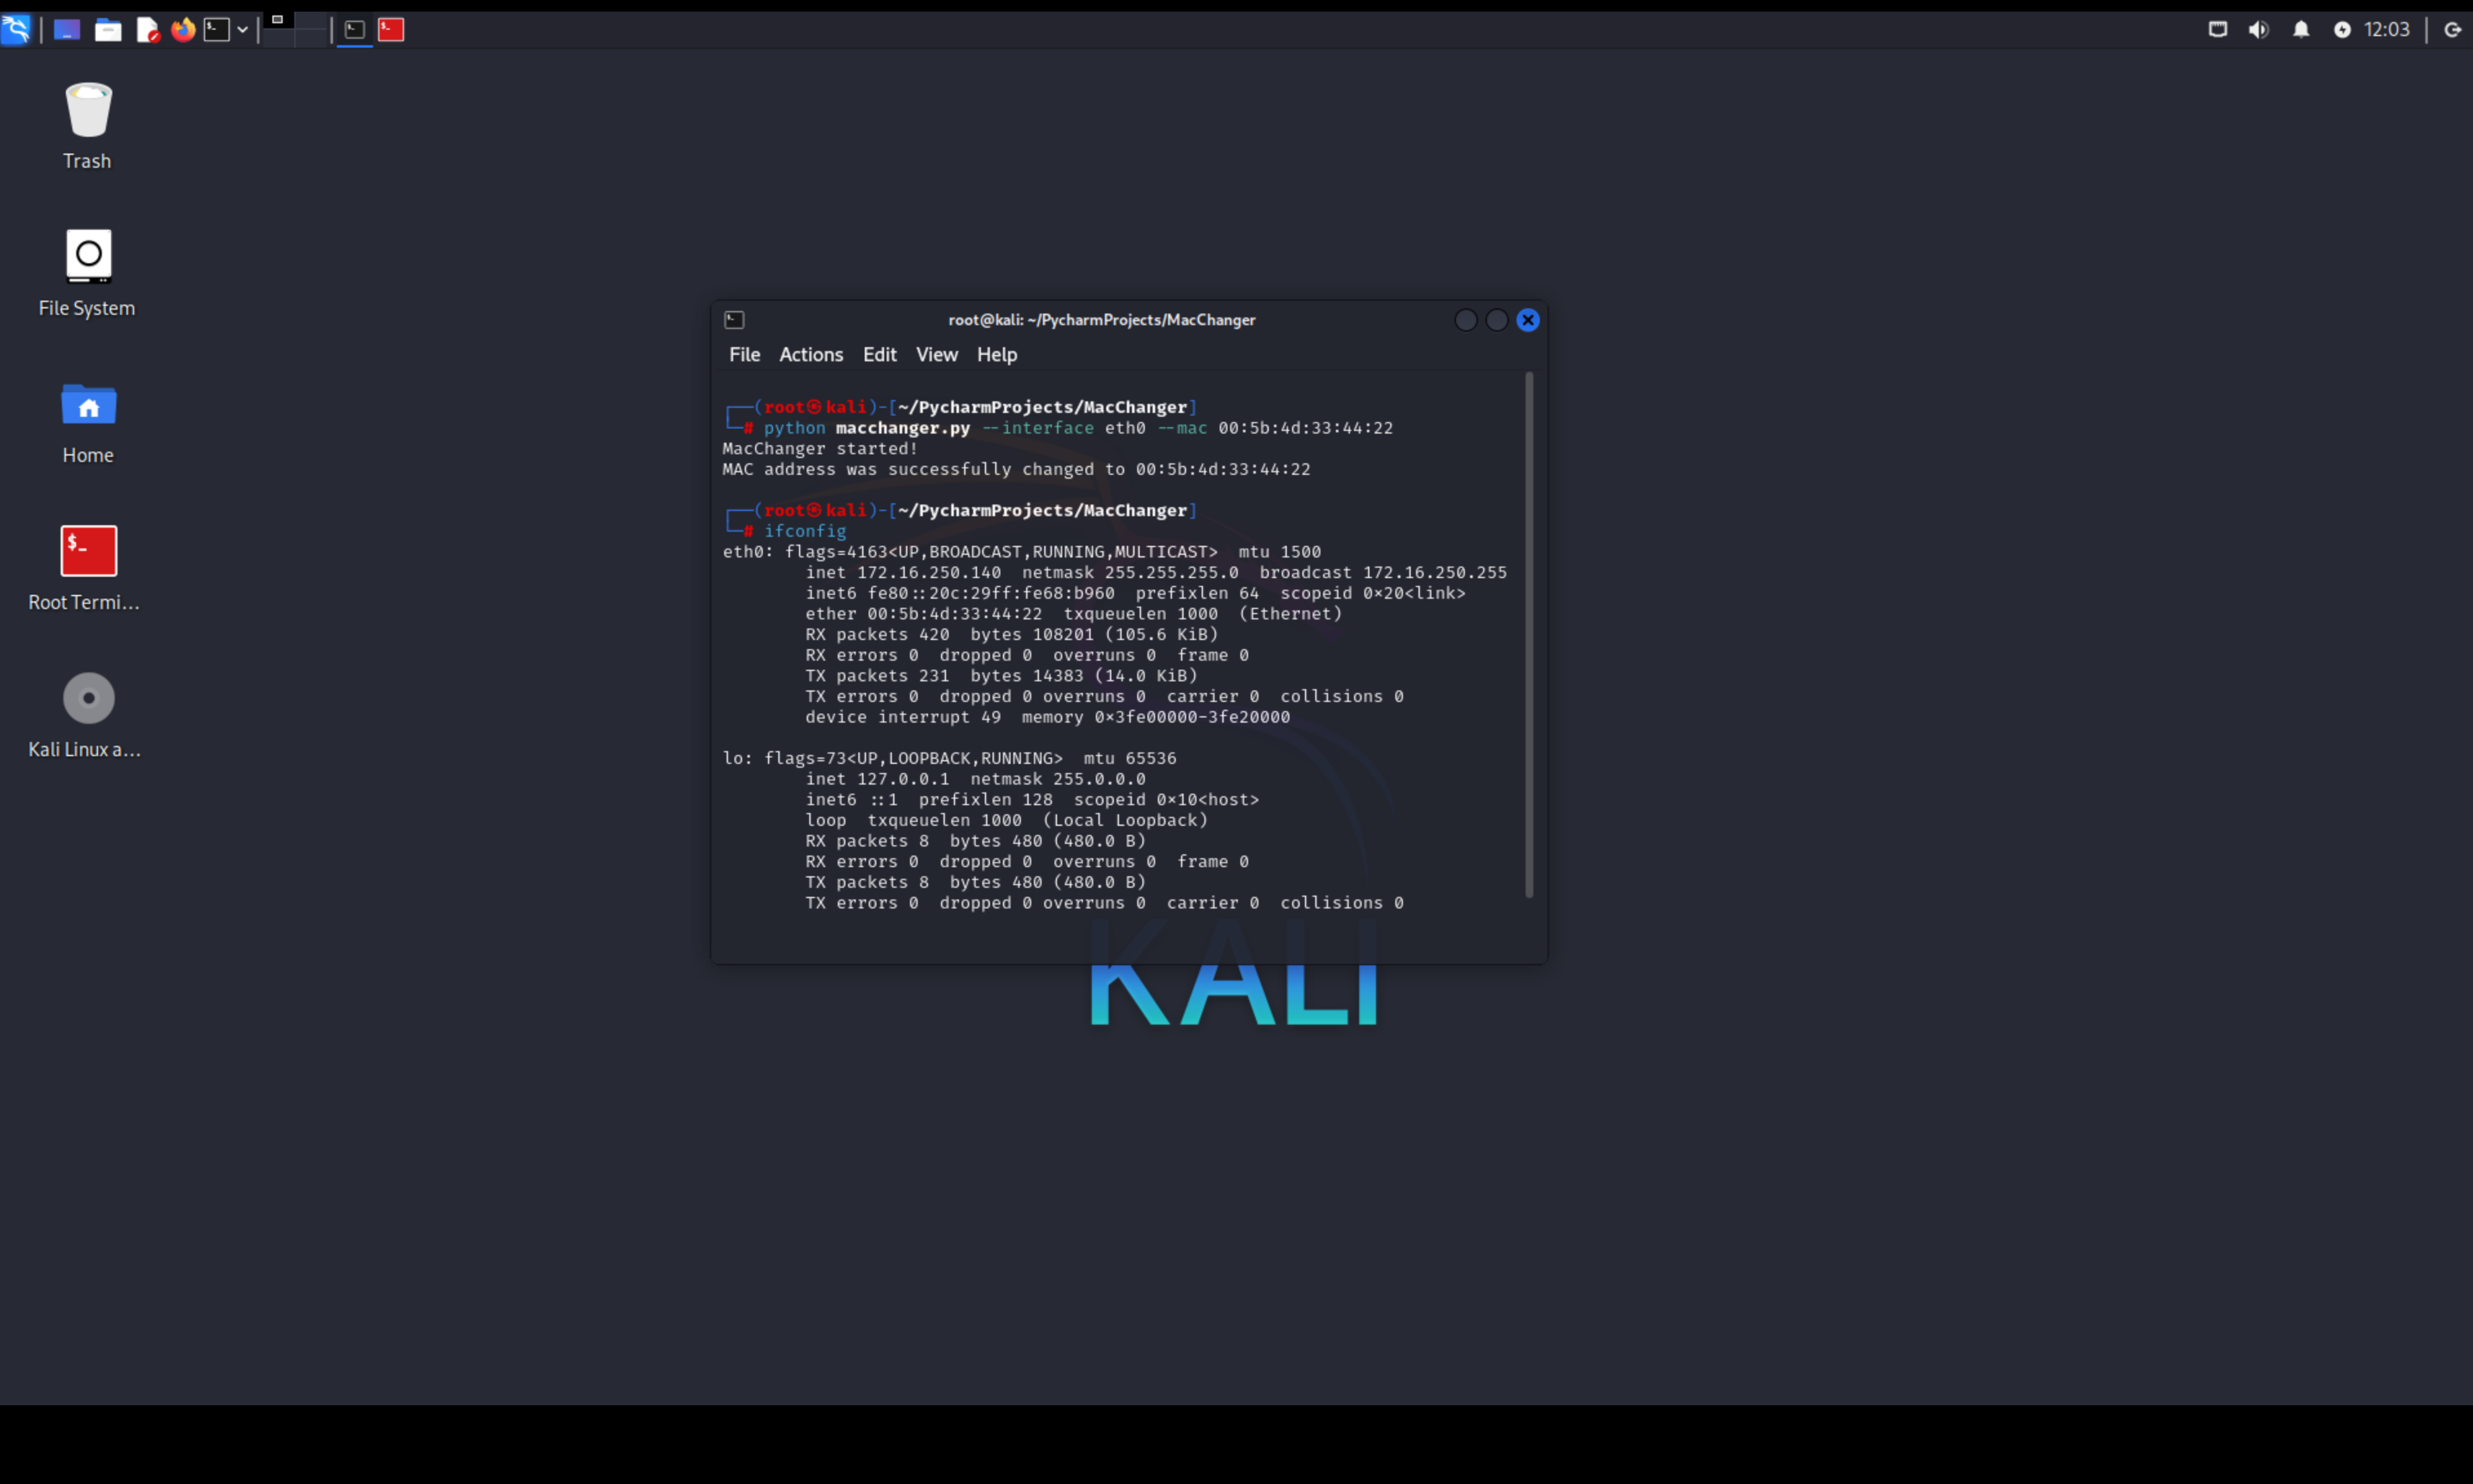 12:03
Trash
File System
Home
$_
Root Termi...
Kali Linux a...
root@kali: ~/PycharmProjects/MacChanger
File Actions Edit View Help
┌──(root㉿kali)-[~/PycharmProjects/MacChanger]
└─# python macchanger.py --interface eth0 --mac 00:5b:4d:33:44:22
MacChanger started!
MAC address was successfully changed to 00:5b:4d:33:44:22
┌──(root㉿kali)-[~/PycharmProjects/MacChanger]
└─# ifconfig
eth0: flags=4163<UP,BROADCAST,RUNNING,MULTICAST>  mtu 1500
        inet 172.16.250.140  netmask 255.255.255.0  broadcast 172.16.250.255
        inet6 fe80::20c:29ff:fe68:b960  prefixlen 64  scopeid 0×20<link>
        ether 00:5b:4d:33:44:22  txqueuelen 1000  (Ethernet)
        RX packets 420  bytes 108201 (105.6 KiB)
        RX errors 0  dropped 0  overruns 0  frame 0
        TX packets 231  bytes 14383 (14.0 KiB)
        TX errors 0  dropped 0 overruns 0  carrier 0  collisions 0
        device interrupt 49  memory 0×3fe00000-3fe20000
lo: flags=73<UP,LOOPBACK,RUNNING>  mtu 65536
        inet 127.0.0.1  netmask 255.0.0.0
        inet6 ::1  prefixlen 128  scopeid 0×10<host>
        loop  txqueuelen 1000  (Local Loopback)
        RX packets 8  bytes 480 (480.0 B)
        RX errors 0  dropped 0  overruns 0  frame 0
        TX packets 8  bytes 480 (480.0 B)
        TX errors 0  dropped 0 overruns 0  carrier 0  collisions 0
KALI